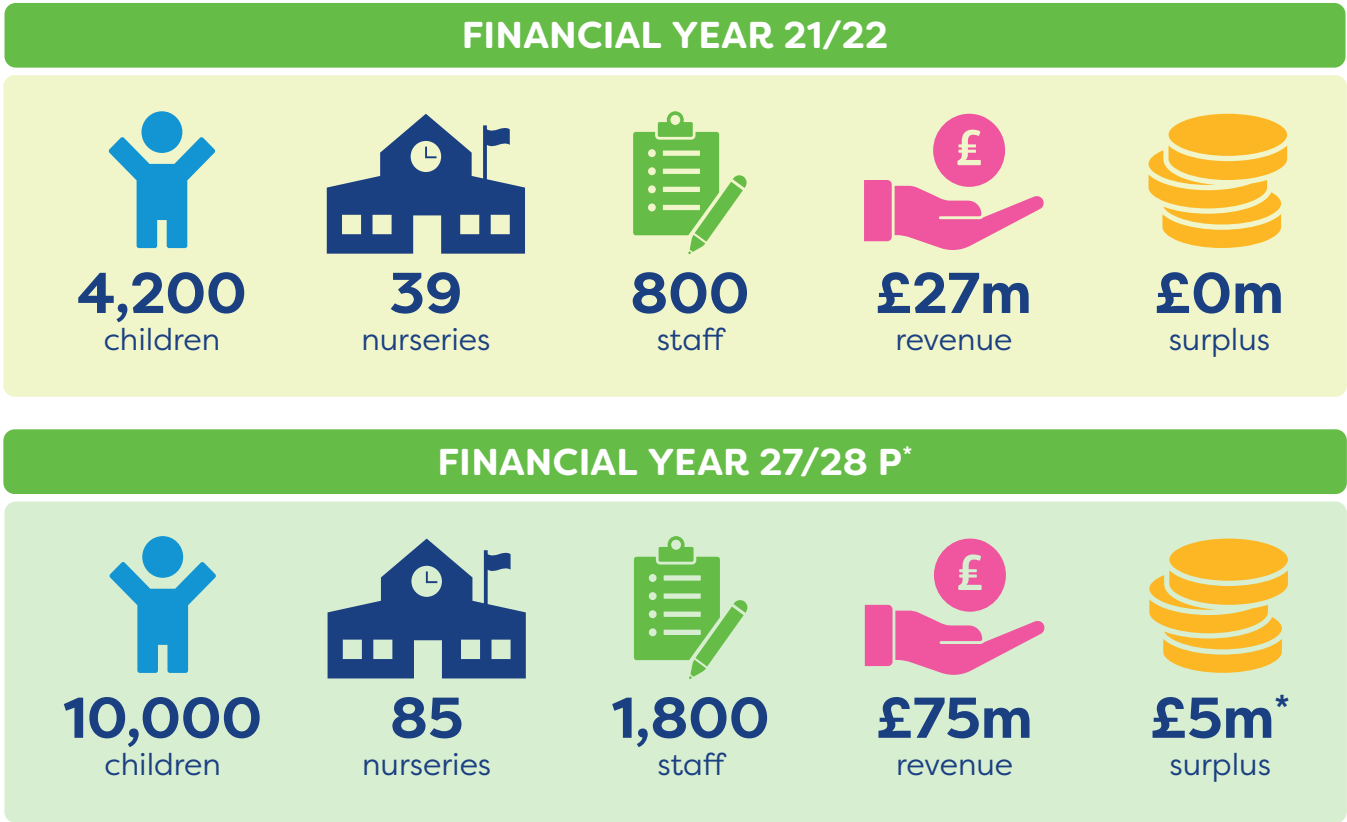 FINANCIAL YEAR 21/22
£
4,200 39 800 £27m £0m
children nurseries staff revenue surplus
FINANCIAL YEAR 27/28 P*
£
10,000 85 1,800 £75m £5m*
children nurseries staff revenue surplus